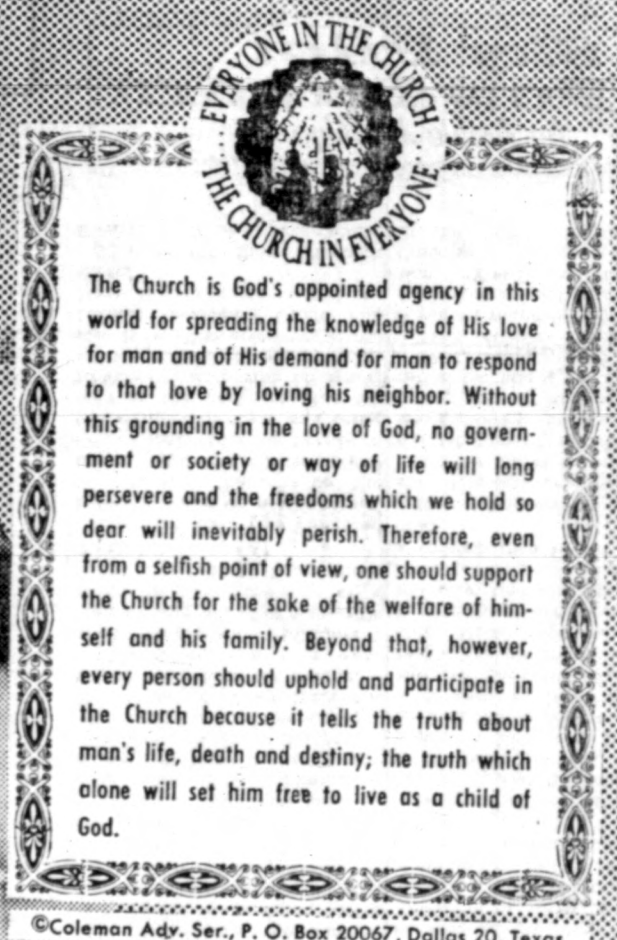 EVERYONE IN THE CHURCH
THE CHURCH IN EVERYONE
The Church is God's appointed agency in this
world for spreading the knowledge of His love
for man and of His demand for man to respond
to that love by loving his neighbor. Without
this grounding in the love of God, no govern-
ment or society or way of life will long
persevere and the freedoms which we hold so
dear will inevitably perish. Therefore, even
from a selfish point of view, one should support
the Church for the sake of the welfare of him-
self and his family. Beyond that, however,
every person should uphold and participate in
the Church because it tells the truth about
man's life, death and destiny; the truth which
alone will set him free to live as a child of
God.
©Coleman Adv. Ser., P. O. Box 20067, Dallas 20, Texas